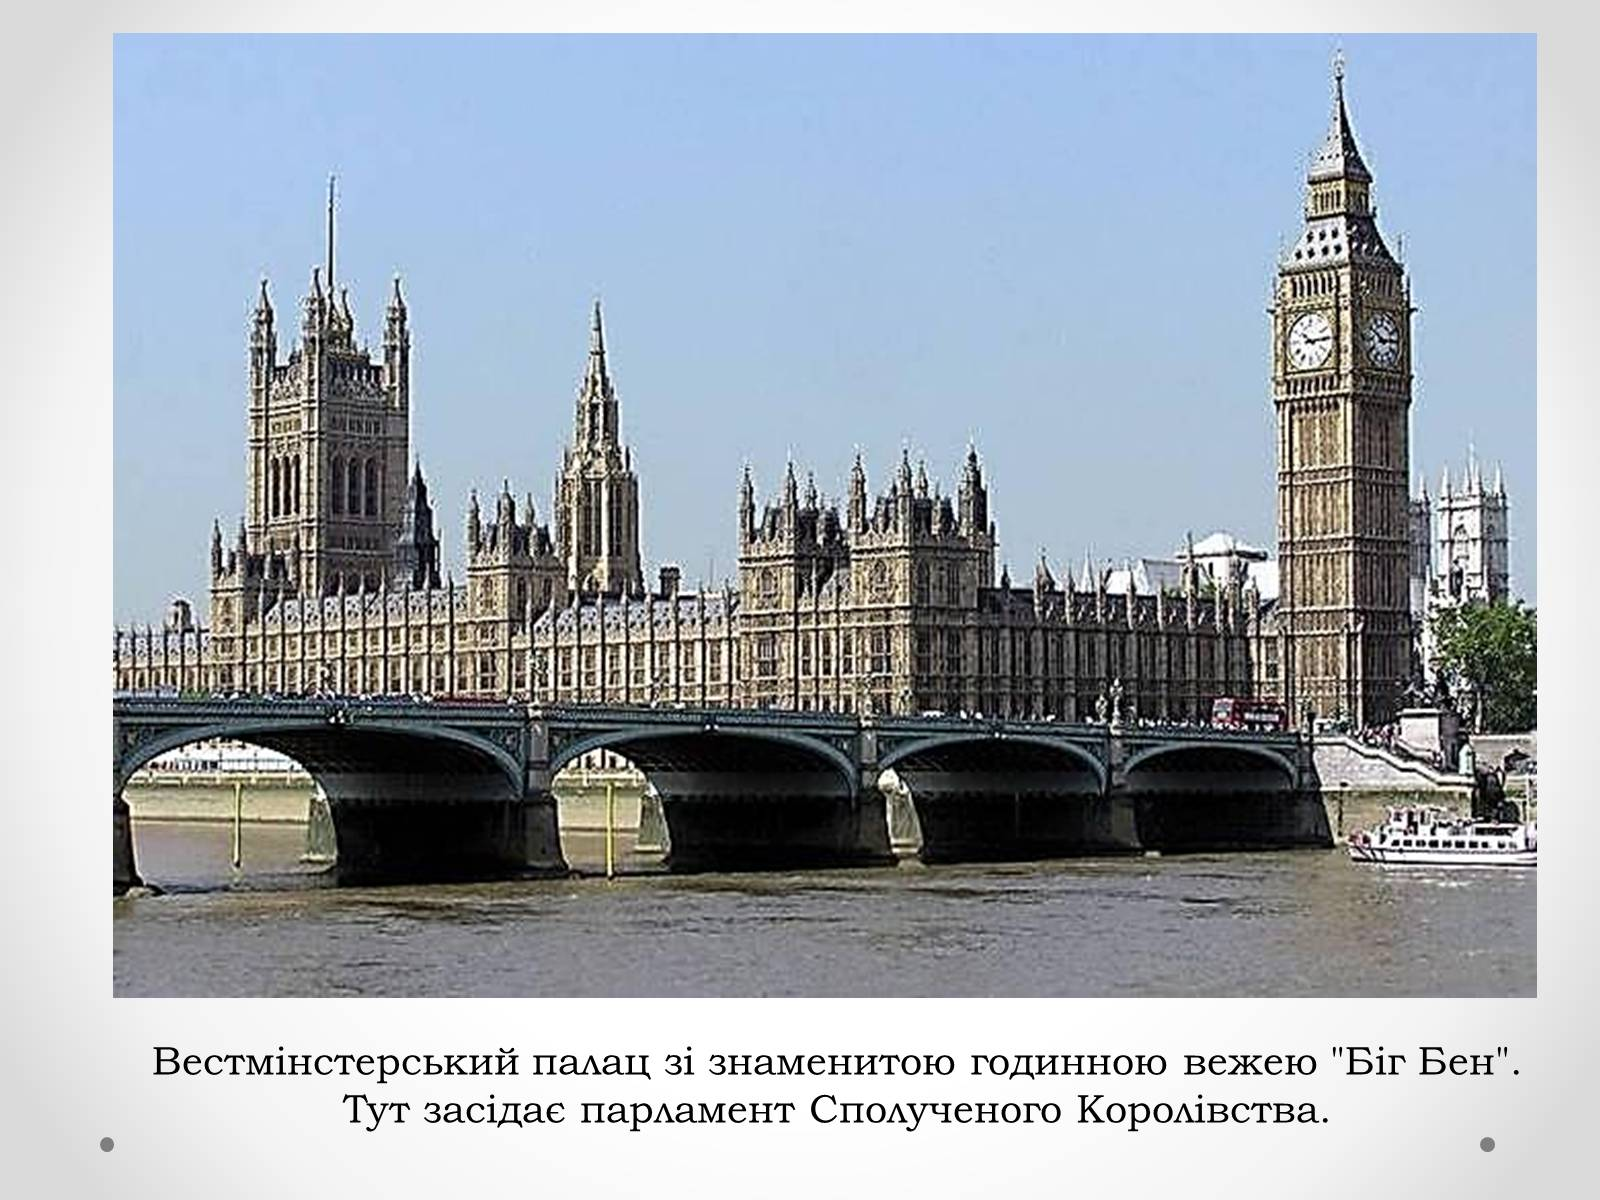 Вестмінстерський палац зі знаменитою годинною вежею "Біг Бен".
Тут засідає парламент Сполученого Королівства.